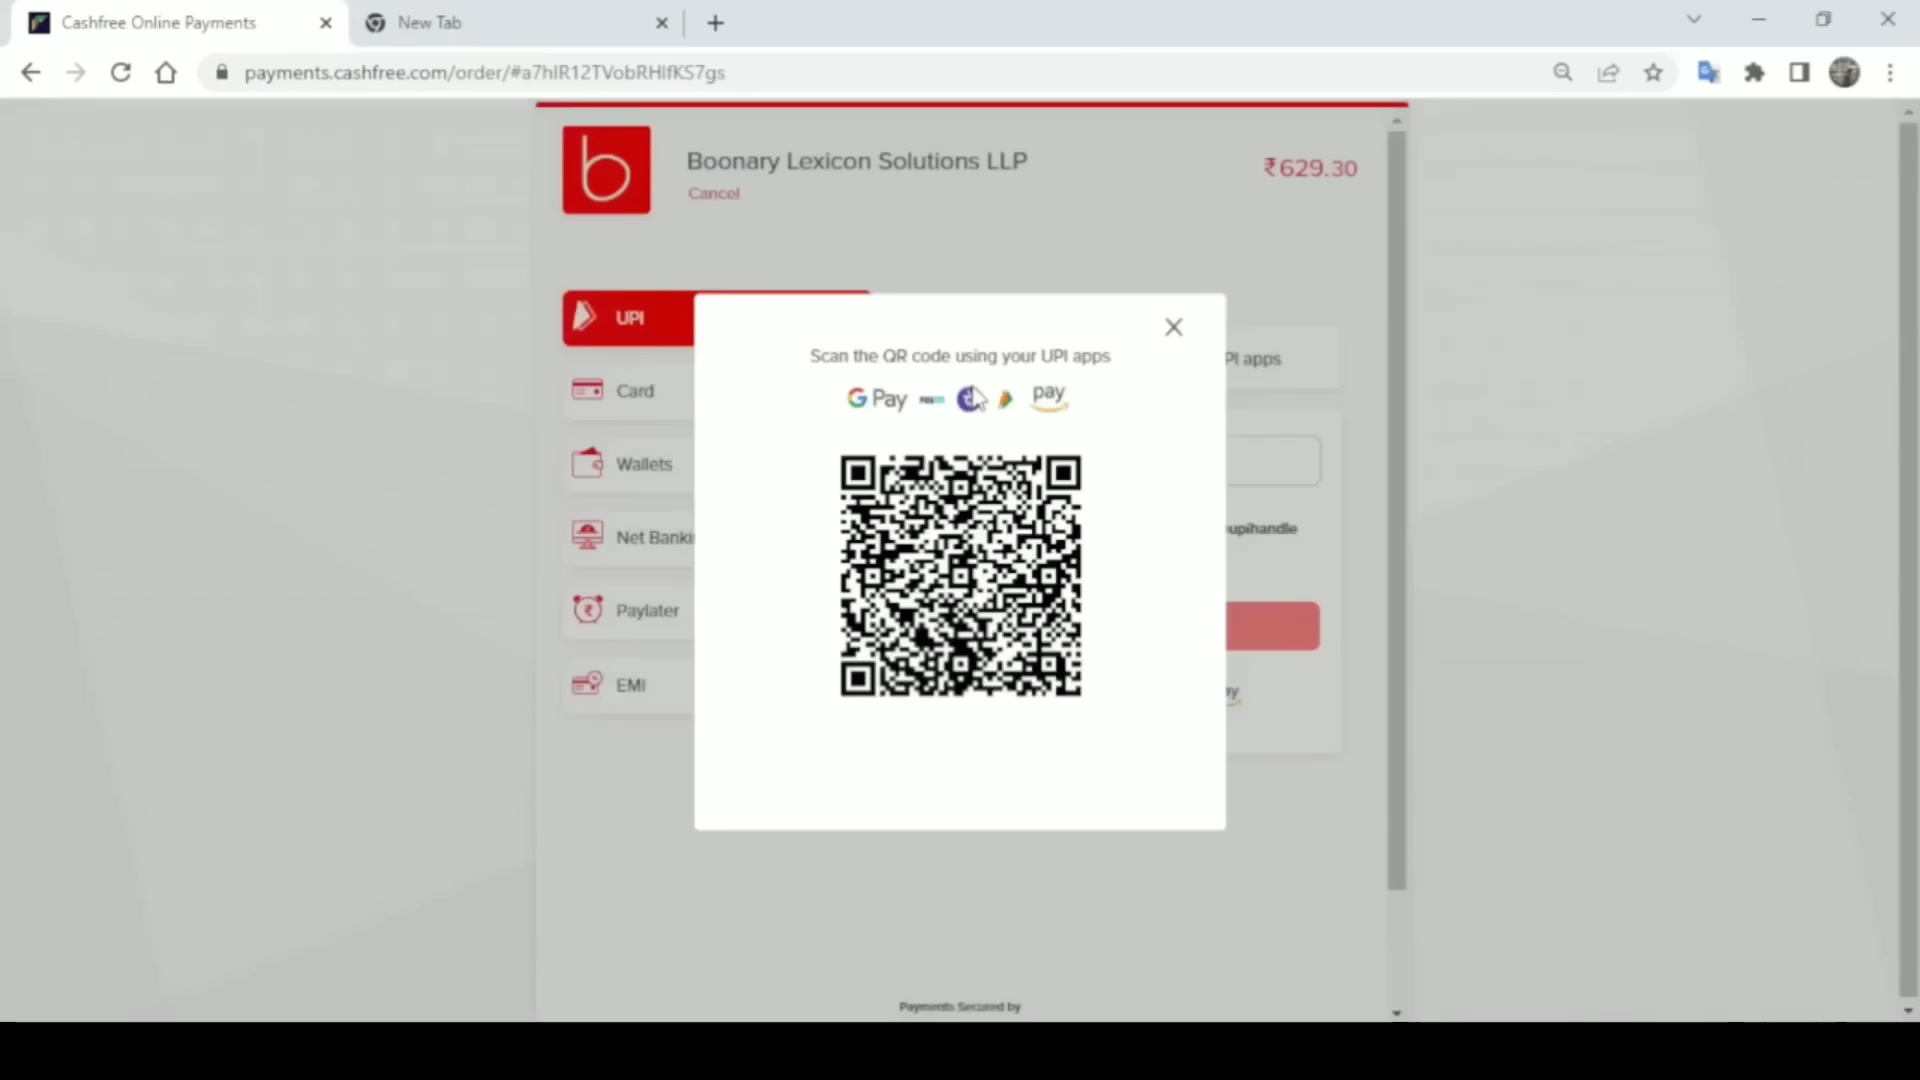 Cashfree Online Payments
New Tab
payments.cashfree.com/order/#a7hIR12TVobRHIfKS7gs
b
Boonary Lexicon Solutions LLP
₹629.30
Cancel
UPI
Scan the QR code using your UPI apps
PI apps
G Pay
pay
Card
Wallets
upihandle
Net Banki
Paylater
EMI
ay
Payments Secured by